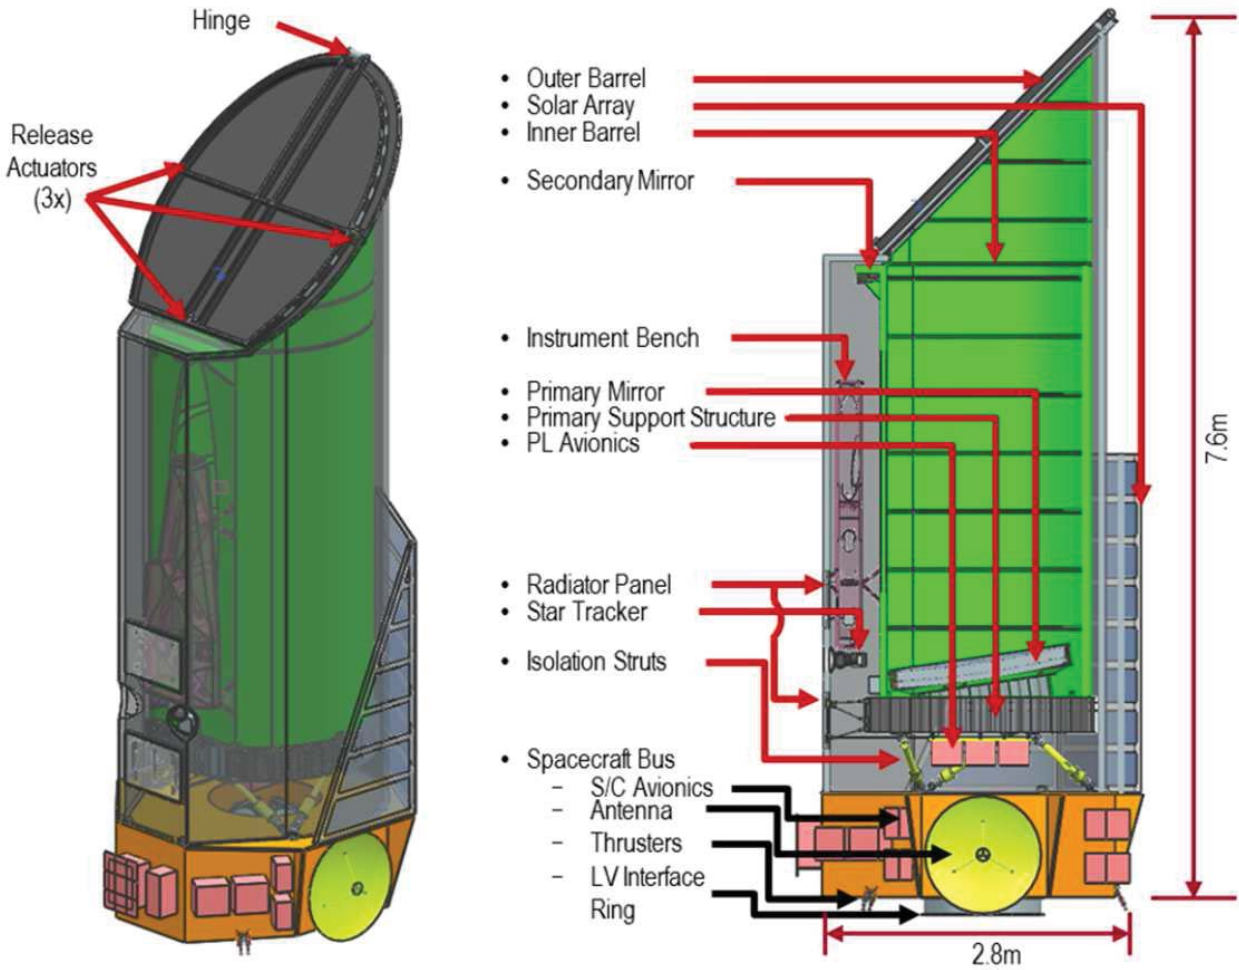 Hinge
Release
Actuators
(3x)
• Outer Barrel
• Solar Array
• Inner Barrel
• Secondary Mirror
• Instrument Bench
• Primary Mirror
• Primary Support Structure
• PL Avionics
• Radiator Panel
• Star Tracker
• Isolation Struts
• Spacecraft Bus
– S/C Avionics
– Antenna
– Thrusters
– LV Interface
Ring
7.6m
2.8m